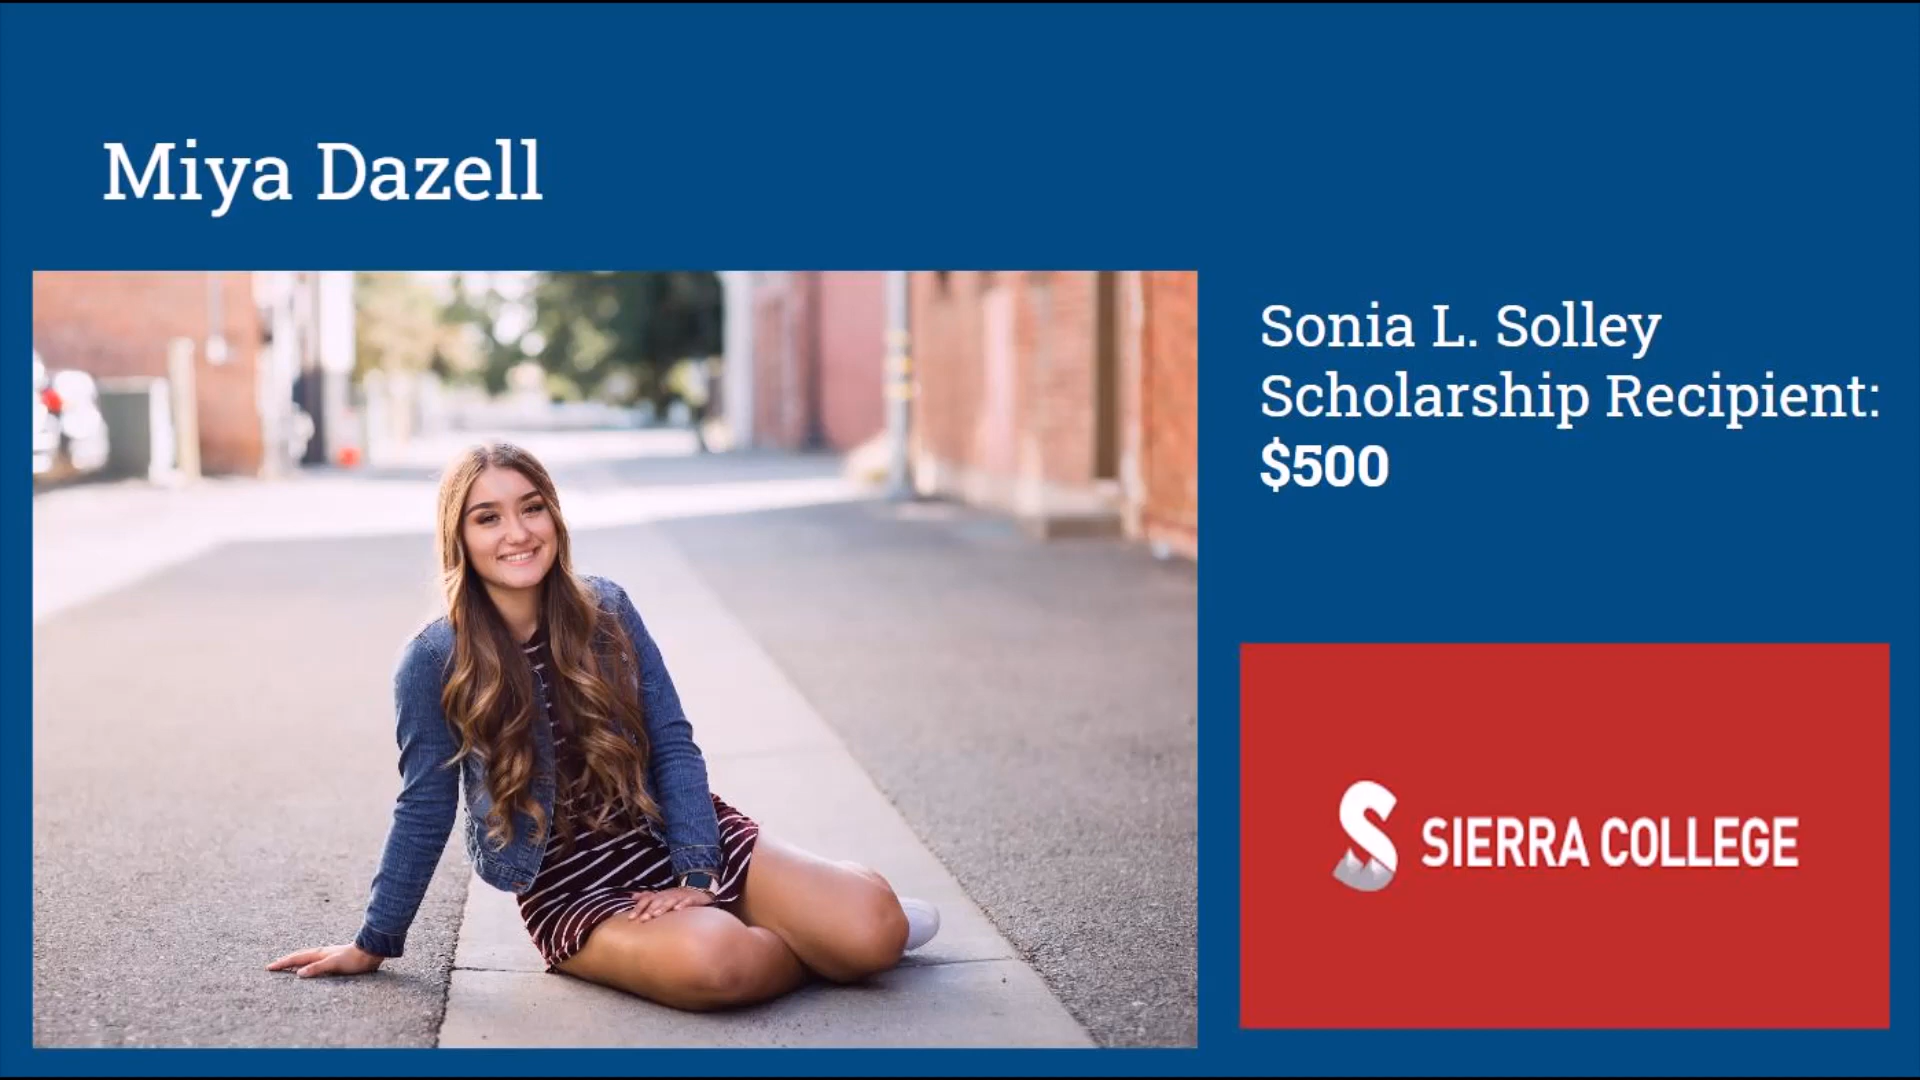 Miya Dazell
Sonia L. Solley
Scholarship Recipient:
$500
SIERRA COLLEGE